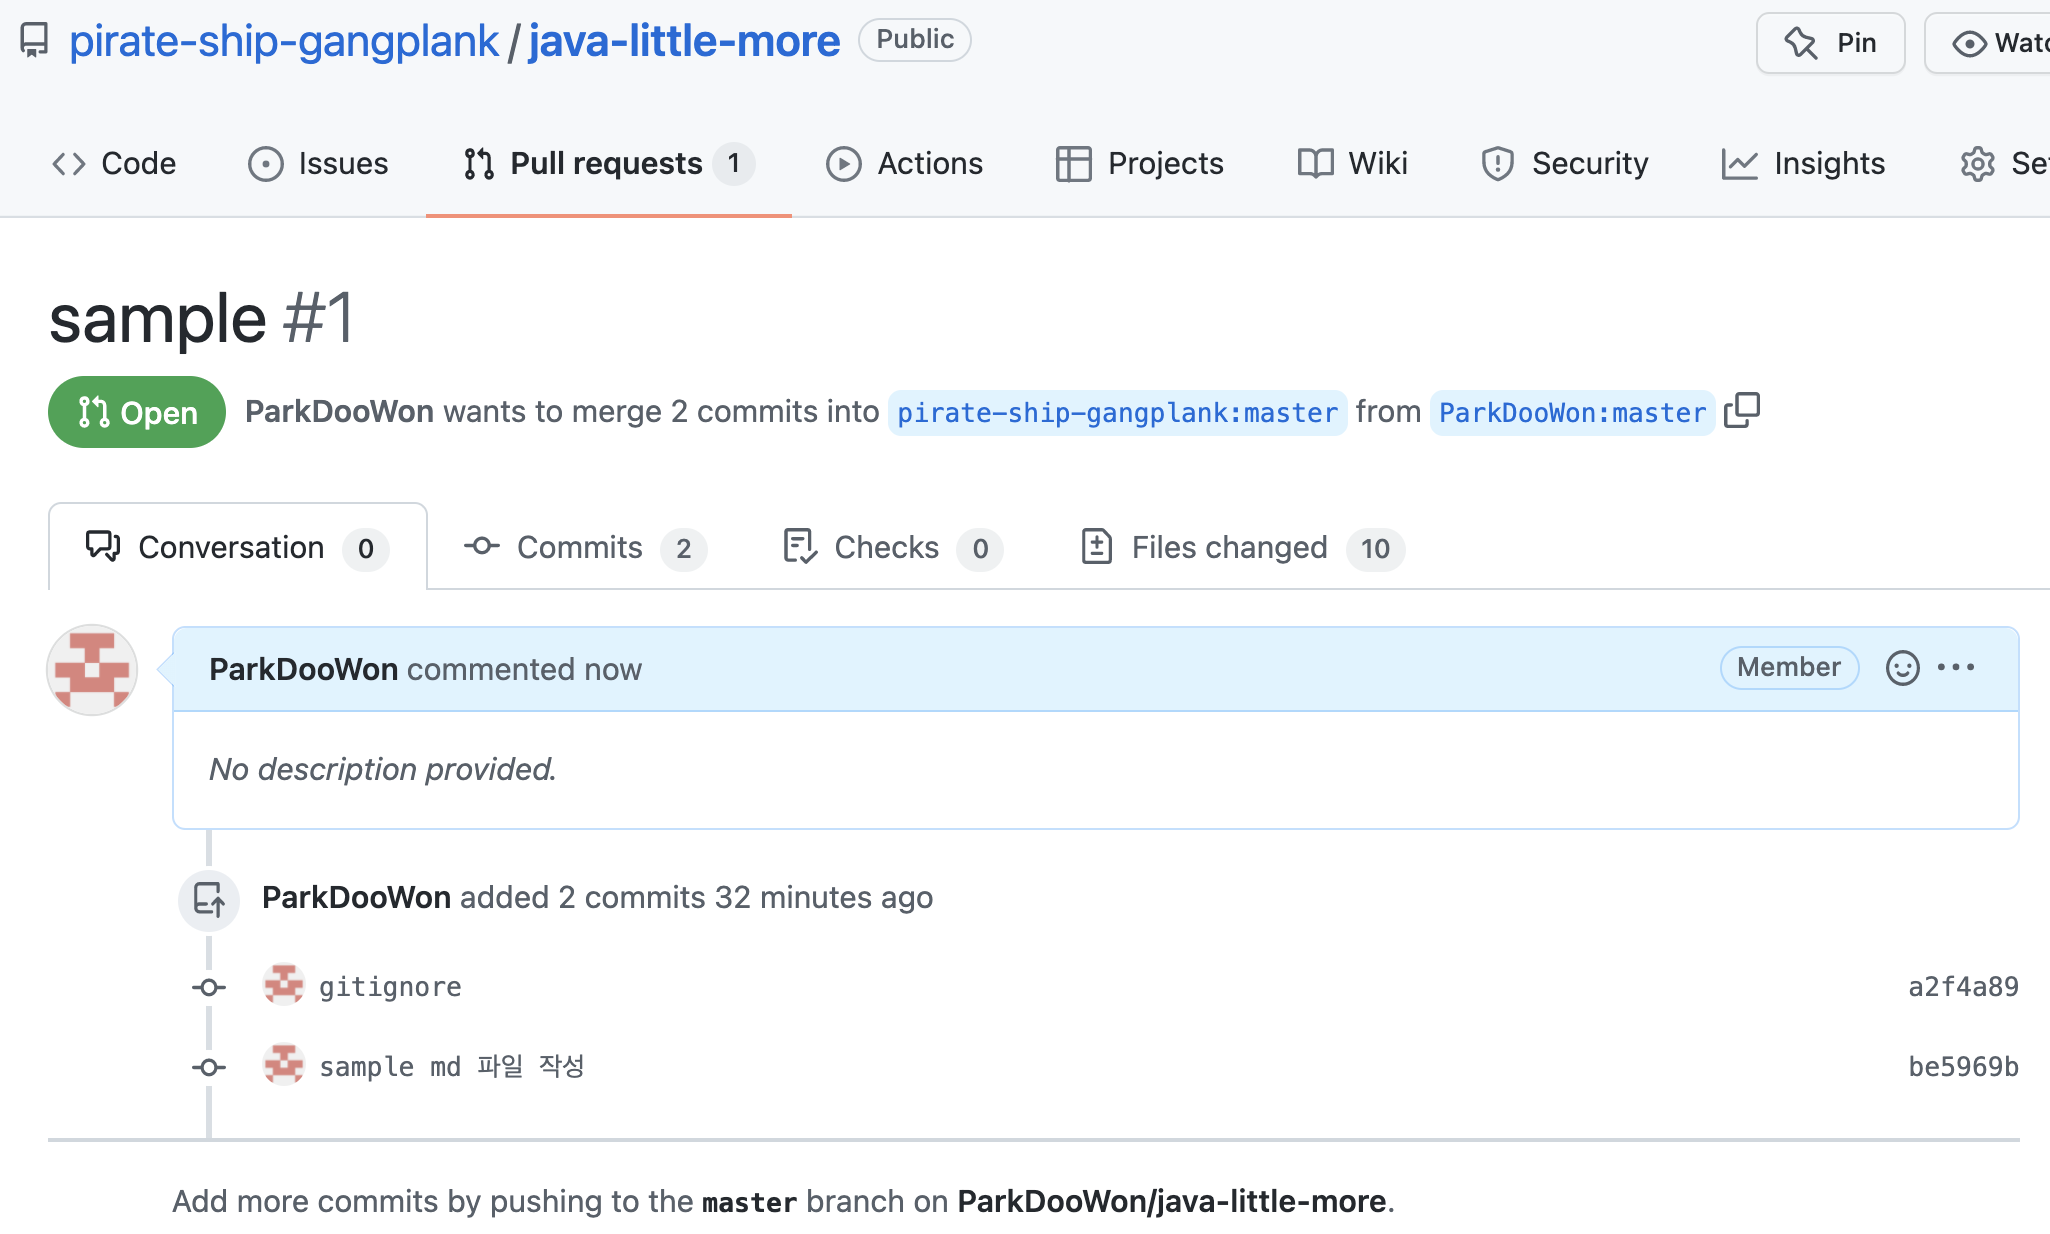 pirate-ship-gangplank / java-little-more Public Pin
Code Issues Pull requests 1 Actions Projects Wiki Security Insights
sample #1
Open ParkDooWon wants to merge 2 commits into pirate-ship-gangplank:master from ParkDooWon:master
Conversation 0 Commits 2 Checks 0 Files changed 10
ParkDooWon commented now Member
No description provided.
ParkDooWon added 2 commits 32 minutes ago
gitignore a2f4a89
sample md 파일 작성 be5969b
Add more commits by pushing to the master branch on ParkDooWon/java-little-more.